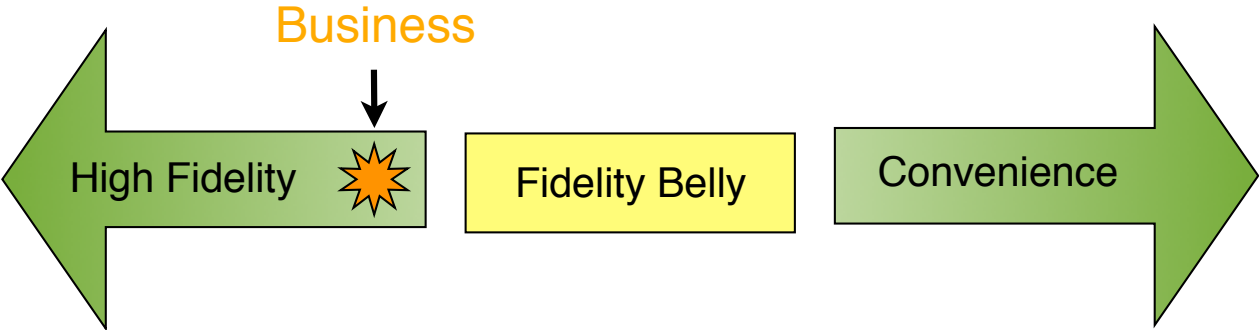 Business
High Fidelity
Fidelity Belly
Convenience